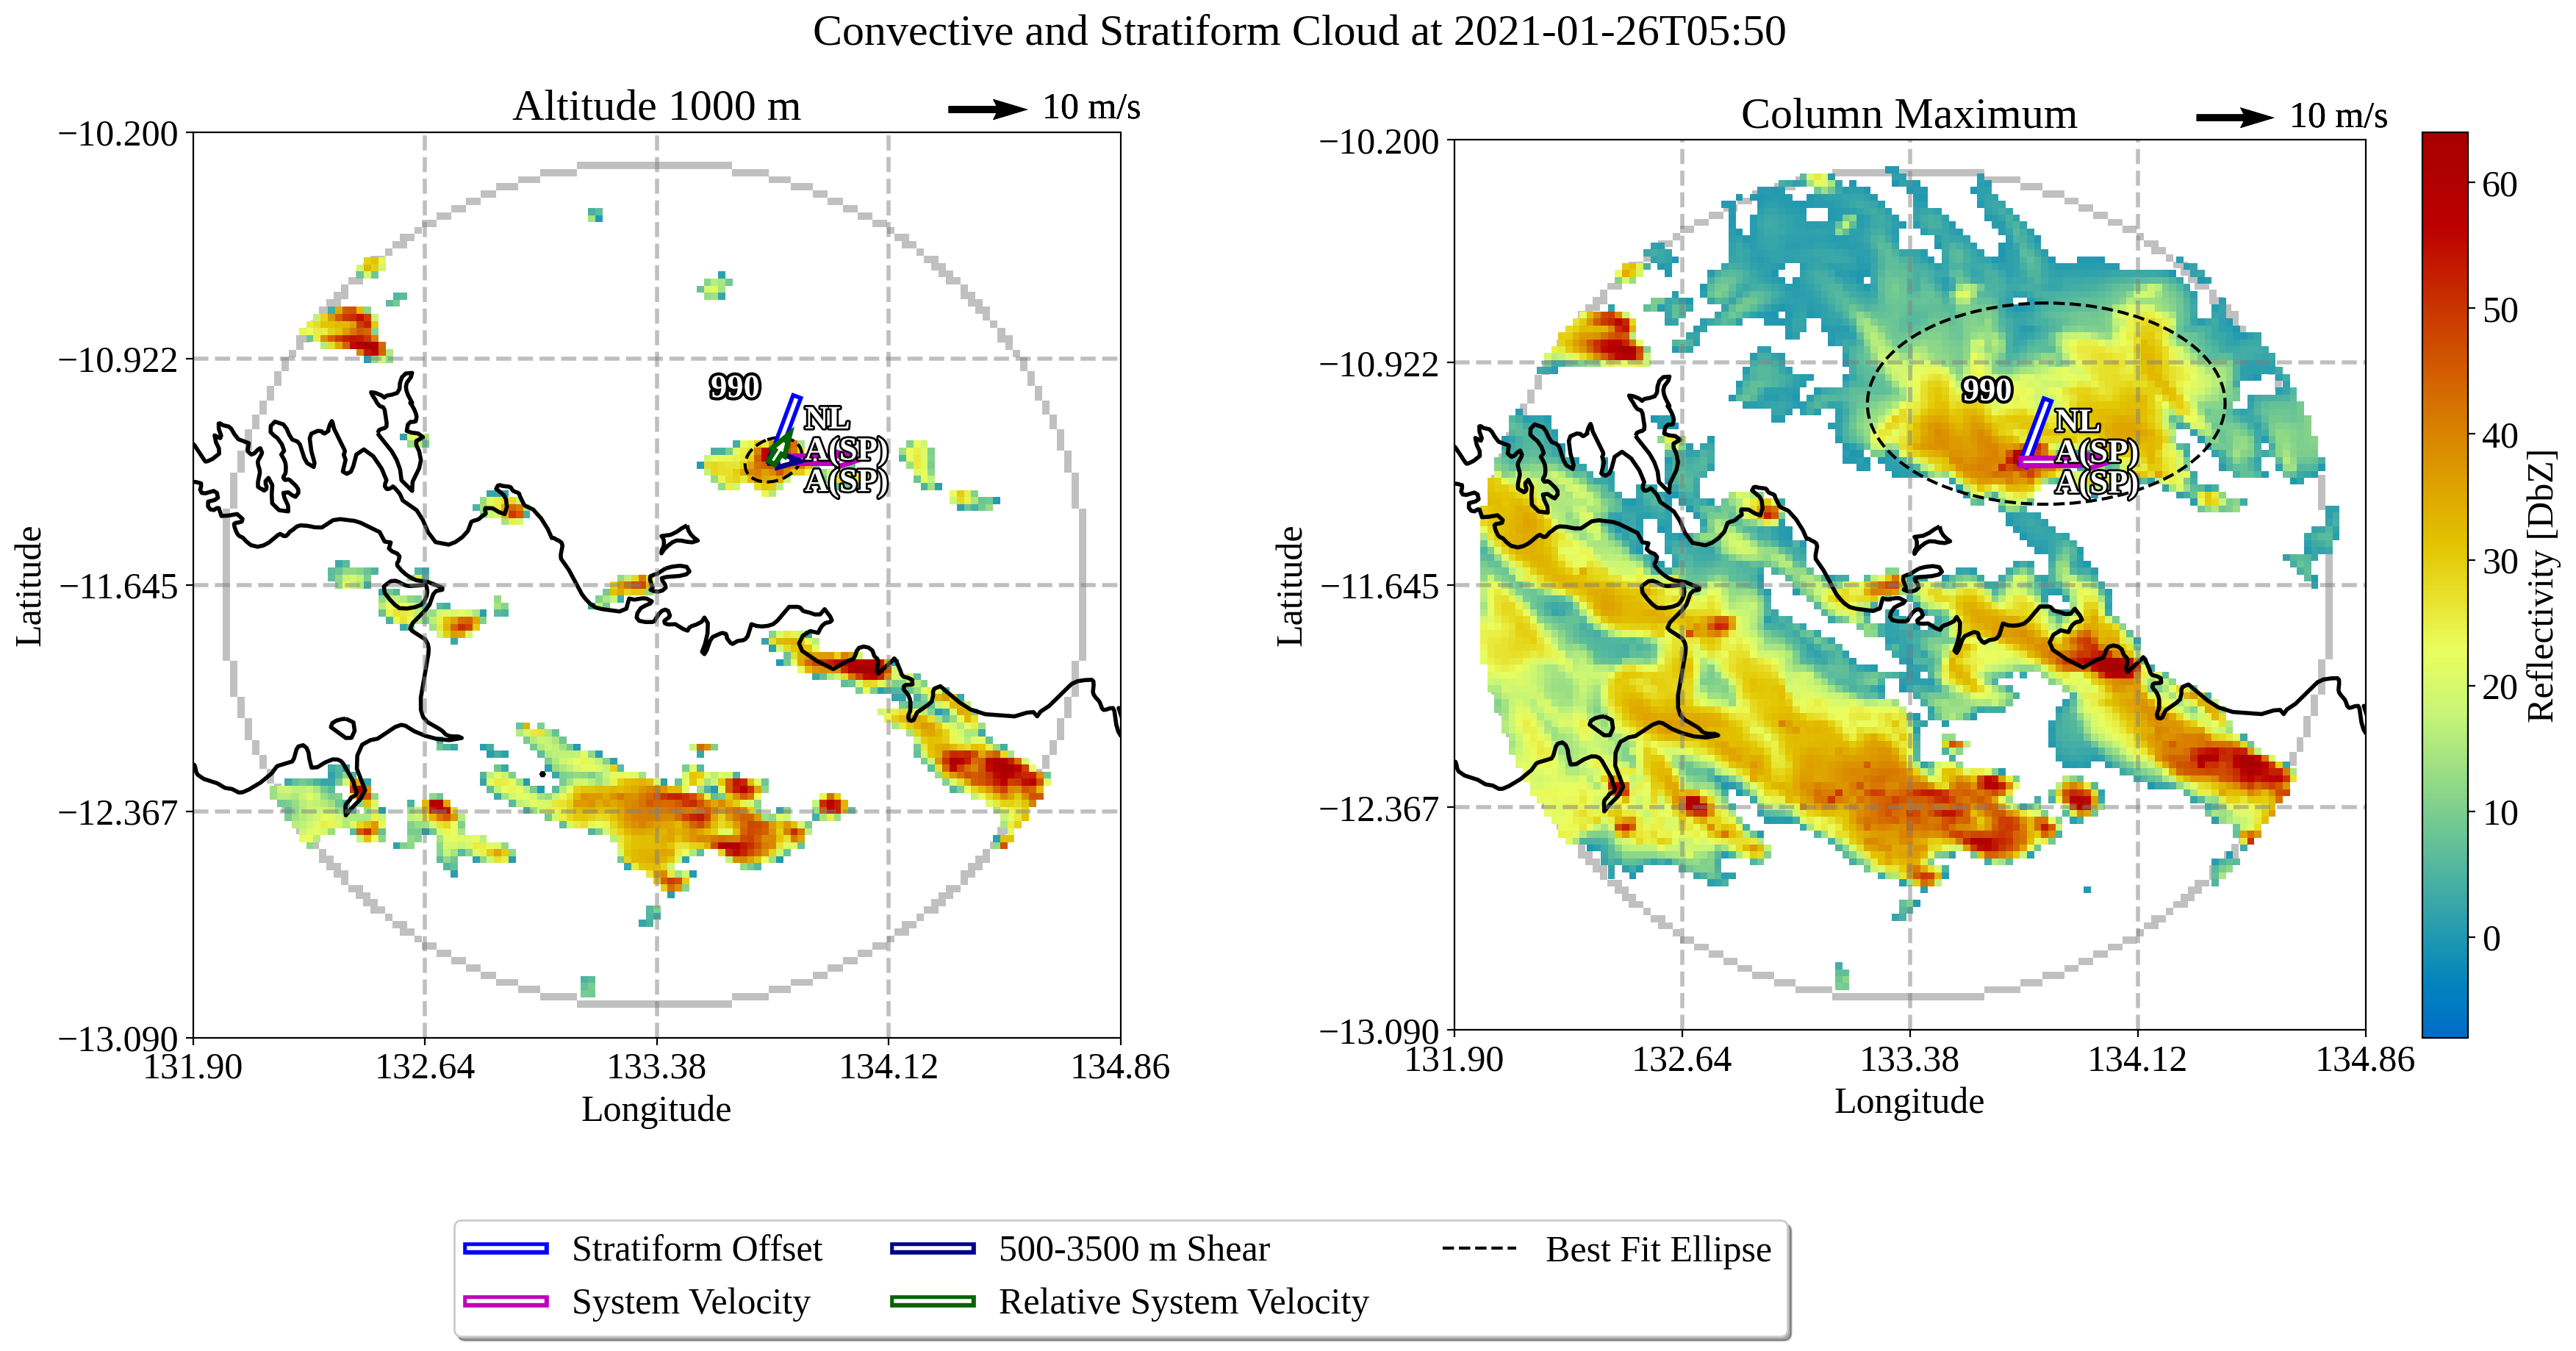 Convective and Stratiform Cloud at 2021-01-26T05:50
Altitude 1000 m
10 m/s
−10.200
−10.922
−11.645
−12.367
−13.090
131.90
132.64
133.38
134.12
134.86
Latitude
Longitude
990
NL
A(SP)
A(SP)
Column Maximum
10 m/s
−10.200
−10.922
−11.645
−12.367
−13.090
131.90
132.64
133.38
134.12
134.86
Latitude
Longitude
990
NL
A(SP)
A(SP)
60
50
40
30
20
10
0
Reflectivity [DbZ]
Stratiform Offset
System Velocity
500-3500 m Shear
Relative System Velocity
Best Fit Ellipse